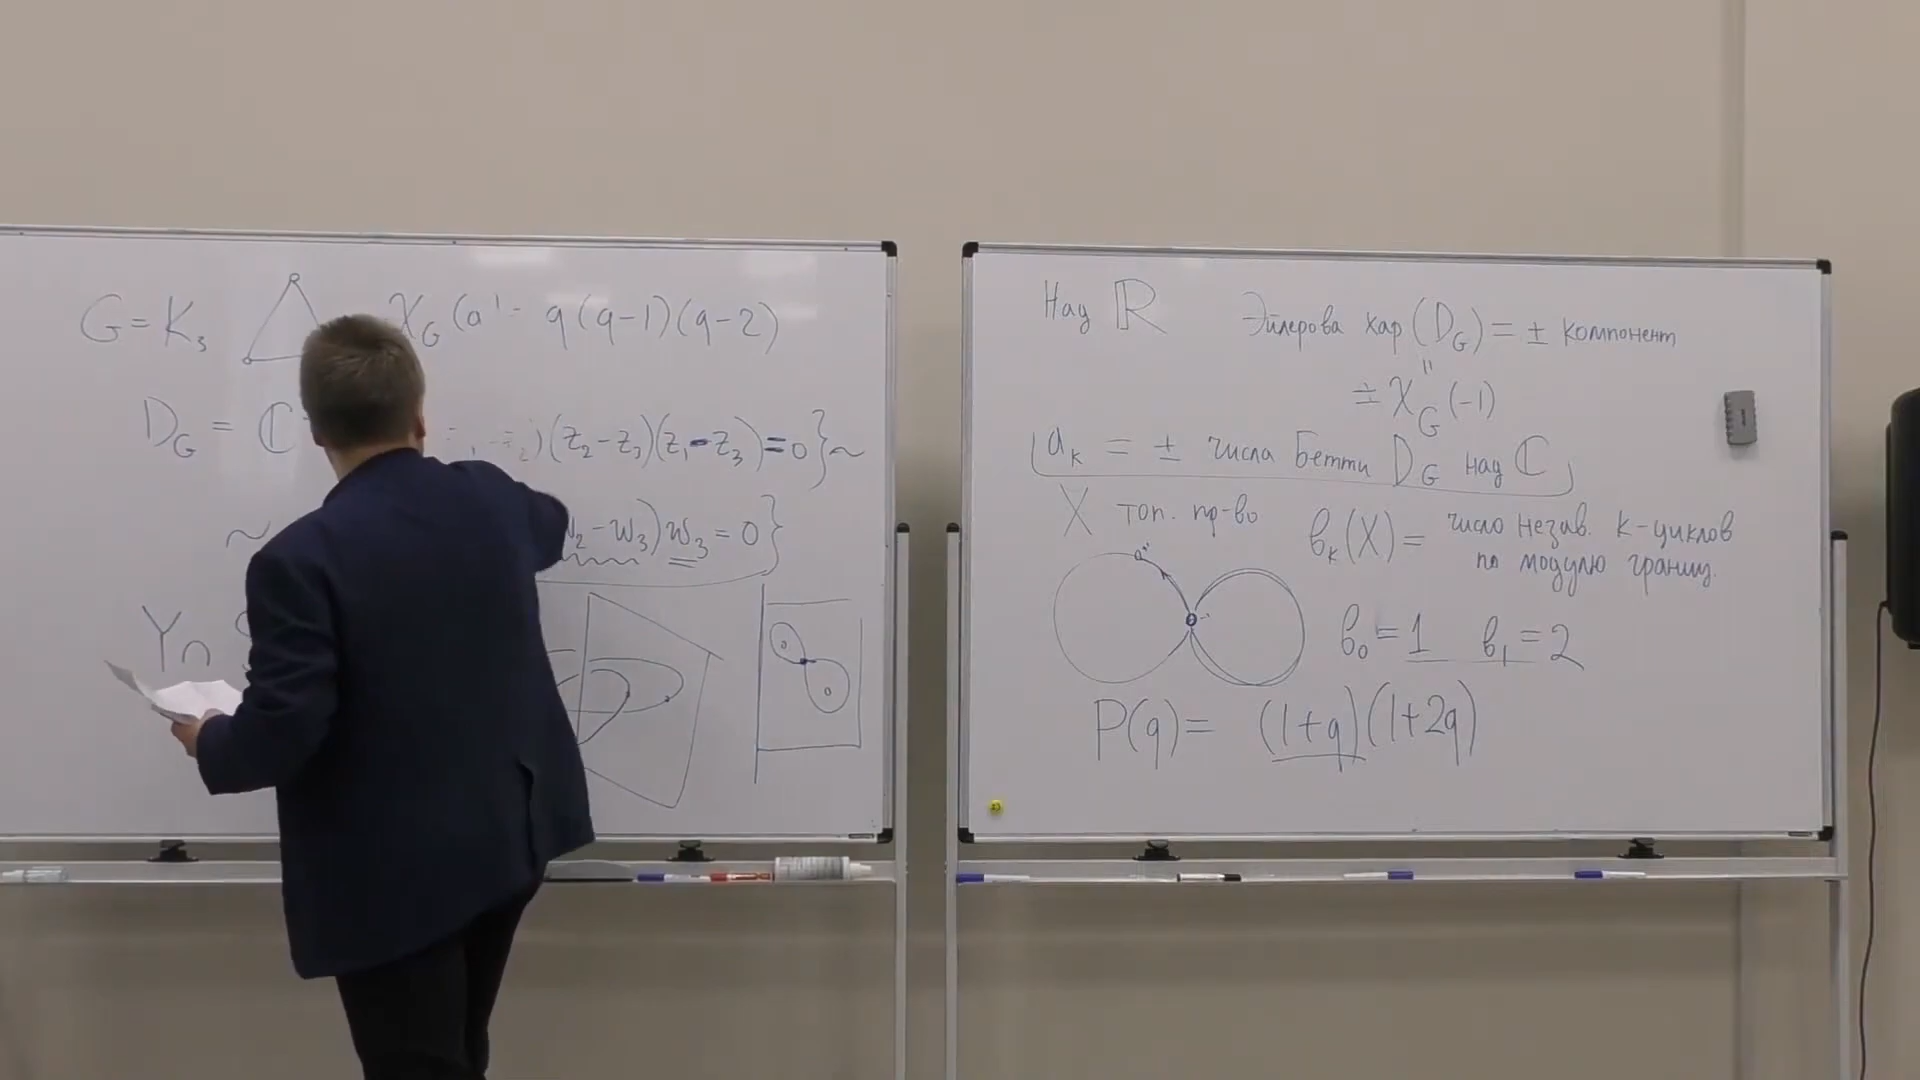 G = K₃ χ_G(q) = q(q-1)(q-2)
D_G = ℂ )(z₂-z₃)(z₁-z₃)=0}~
~ w₂-w₃)w₃=0}
Y∩
Над ℝ Эйлерова хар(D_G) = ± компонент
"
= χ_G(-1)
a_k = ± числа Бетти D_G над ℂ
X топ. пр-во
b_k(X) = число незав. k-циклов
по модулю границ.
b₀=1 b₁=2
P(q) = (1+q)(1+2q)